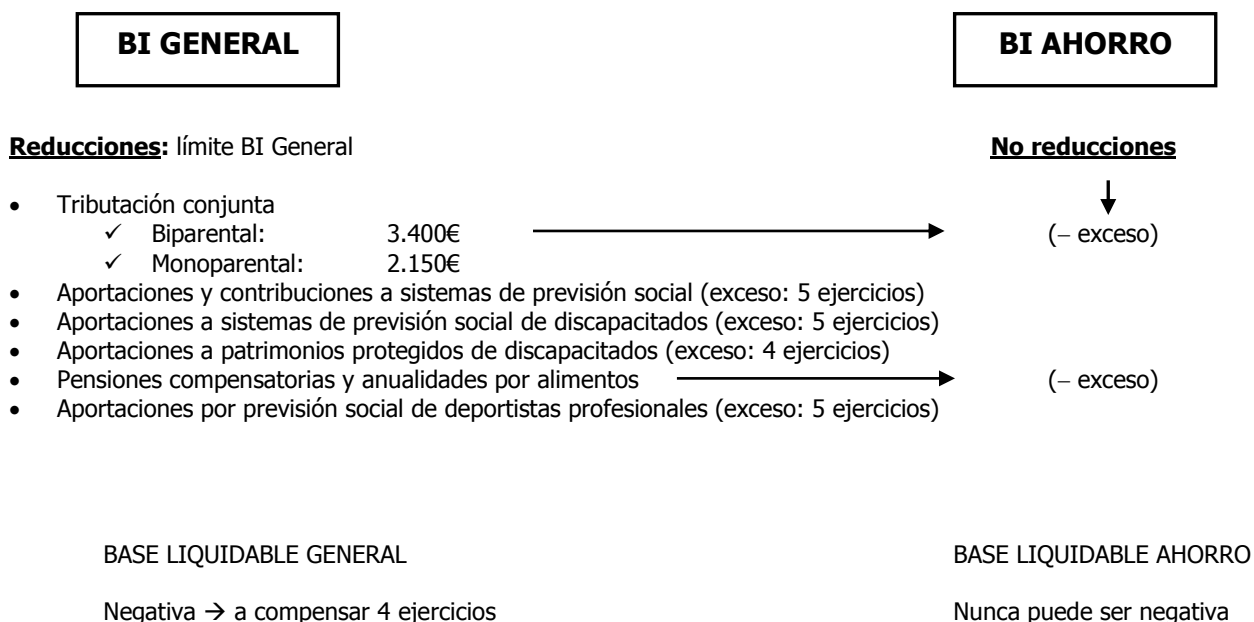 BI GENERAL BI AHORRO
Reducciones: límite BI General No reducciones
• Tributación conjunta
✓ Biparental: 3.400€ (– exceso)
✓ Monoparental: 2.150€
• Aportaciones y contribuciones a sistemas de previsión social (exceso: 5 ejercicios)
• Aportaciones a sistemas de previsión social de discapacitados (exceso: 5 ejercicios)
• Aportaciones a patrimonios protegidos de discapacitados (exceso: 4 ejercicios)
• Pensiones compensatorias y anualidades por alimentos (– exceso)
• Aportaciones por previsión social de deportistas profesionales (exceso: 5 ejercicios)
BASE LIQUIDABLE GENERAL BASE LIQUIDABLE AHORRO
Negativa → a compensar 4 ejercicios Nunca puede ser negativa